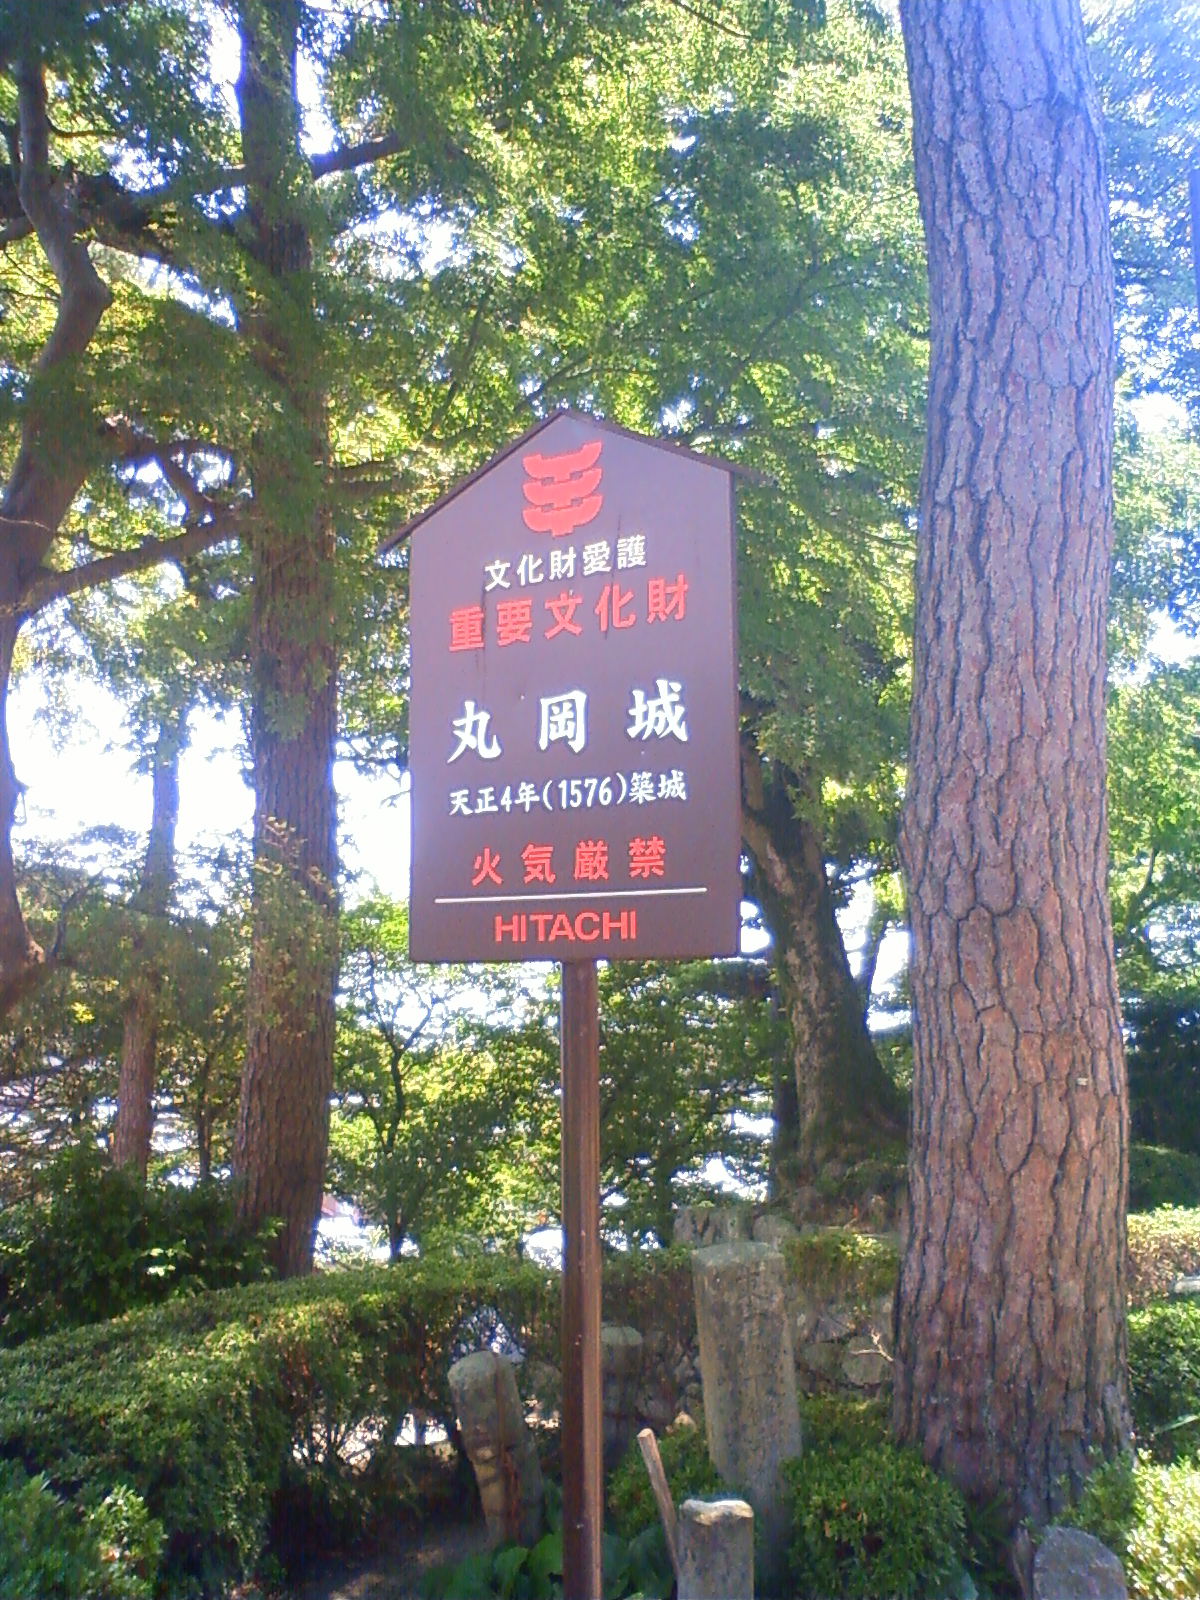 文化財愛護
重要文化財
丸岡城
天正4年(1576)築城
火気厳禁
HITACHI